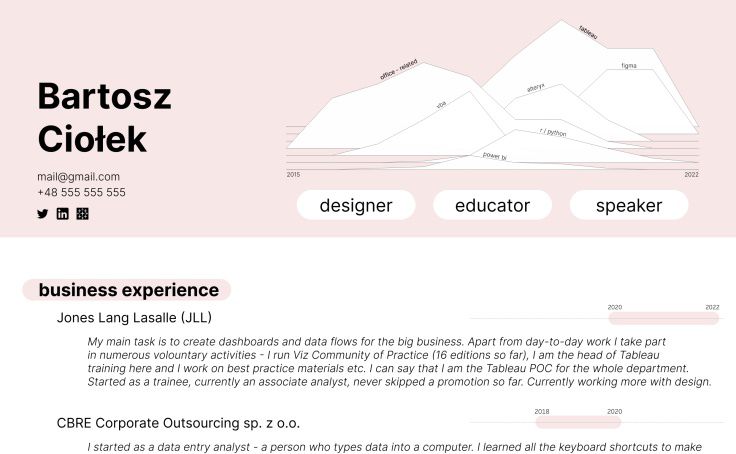 Bartosz
Ciołek
mail@gmail.com
+48 555 555 555
tableau
office - related
figma
alteryx
vba
r / python
power bi
2015
2022
designer
educator
speaker
business experience
2020
2022
Jones Lang Lasalle (JLL)
My main task is to create dashboards and data flows for the big business. Apart from day-to-day work I take part
in numerous volountary activities - I run Viz Community of Practice (16 editions so far), I am the head of Tableau
training here and I work on best practice materials etc. I can say that I am the Tableau POC for the whole department.
Started as a trainee, currently an associate analyst, never skipped a promotion so far. Currently working more with design.
2018
2020
CBRE Corporate Outsourcing sp. z o.o.
I started as a data entry analyst - a person who types data into a computer. I learned all the keyboard shortcuts to make